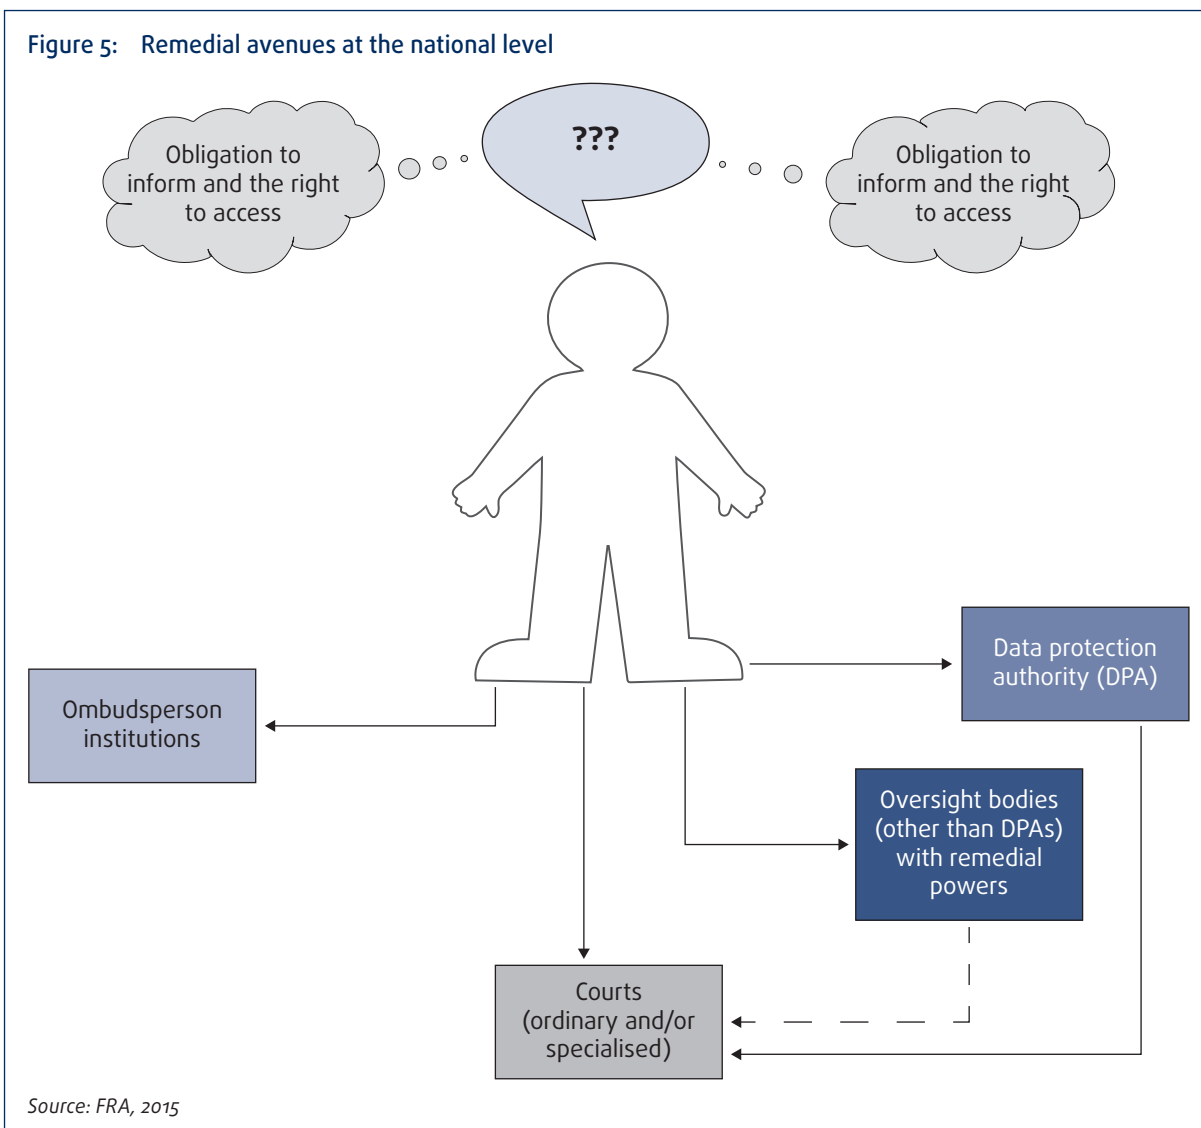 Figure 5: Remedial avenues at the national level
???
Obligation to
inform and the right
to access
Obligation to
inform and the right
to access
Data protection
authority (DPA)
Ombudsperson
institutions
Oversight bodies
(other than DPAs)
with remedial
powers
Courts
(ordinary and/or
specialised)
Source: FRA, 2015